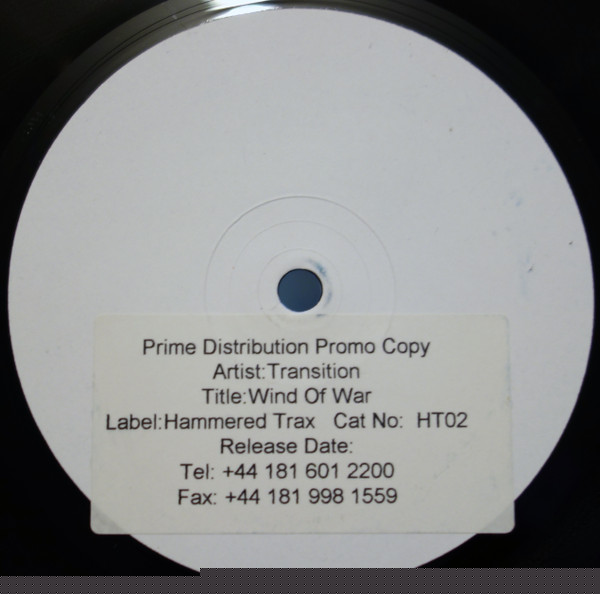 Prime Distribution Promo Copy
Artist:Transition
Title:Wind Of War
Label:Hammered Trax Cat No: HT02
Release Date:
Tel: +44 181 601 2200
Fax: +44 181 998 1559